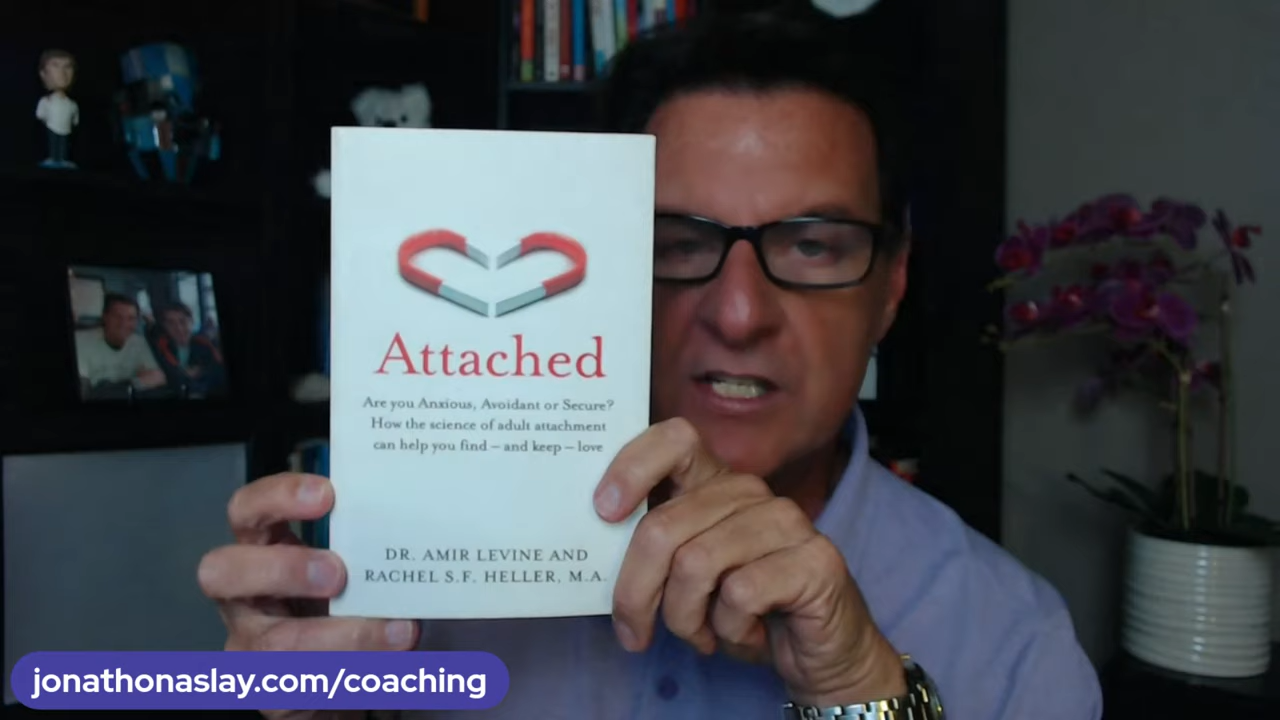 Attached
Are you Anxious, Avoidant or Secure?
How the science of adult attachment
can help you find – and keep – love
DR. AMIR LEVINE AND
RACHEL S.F. HELLER, M.A.
jonathonaslay.com/coaching